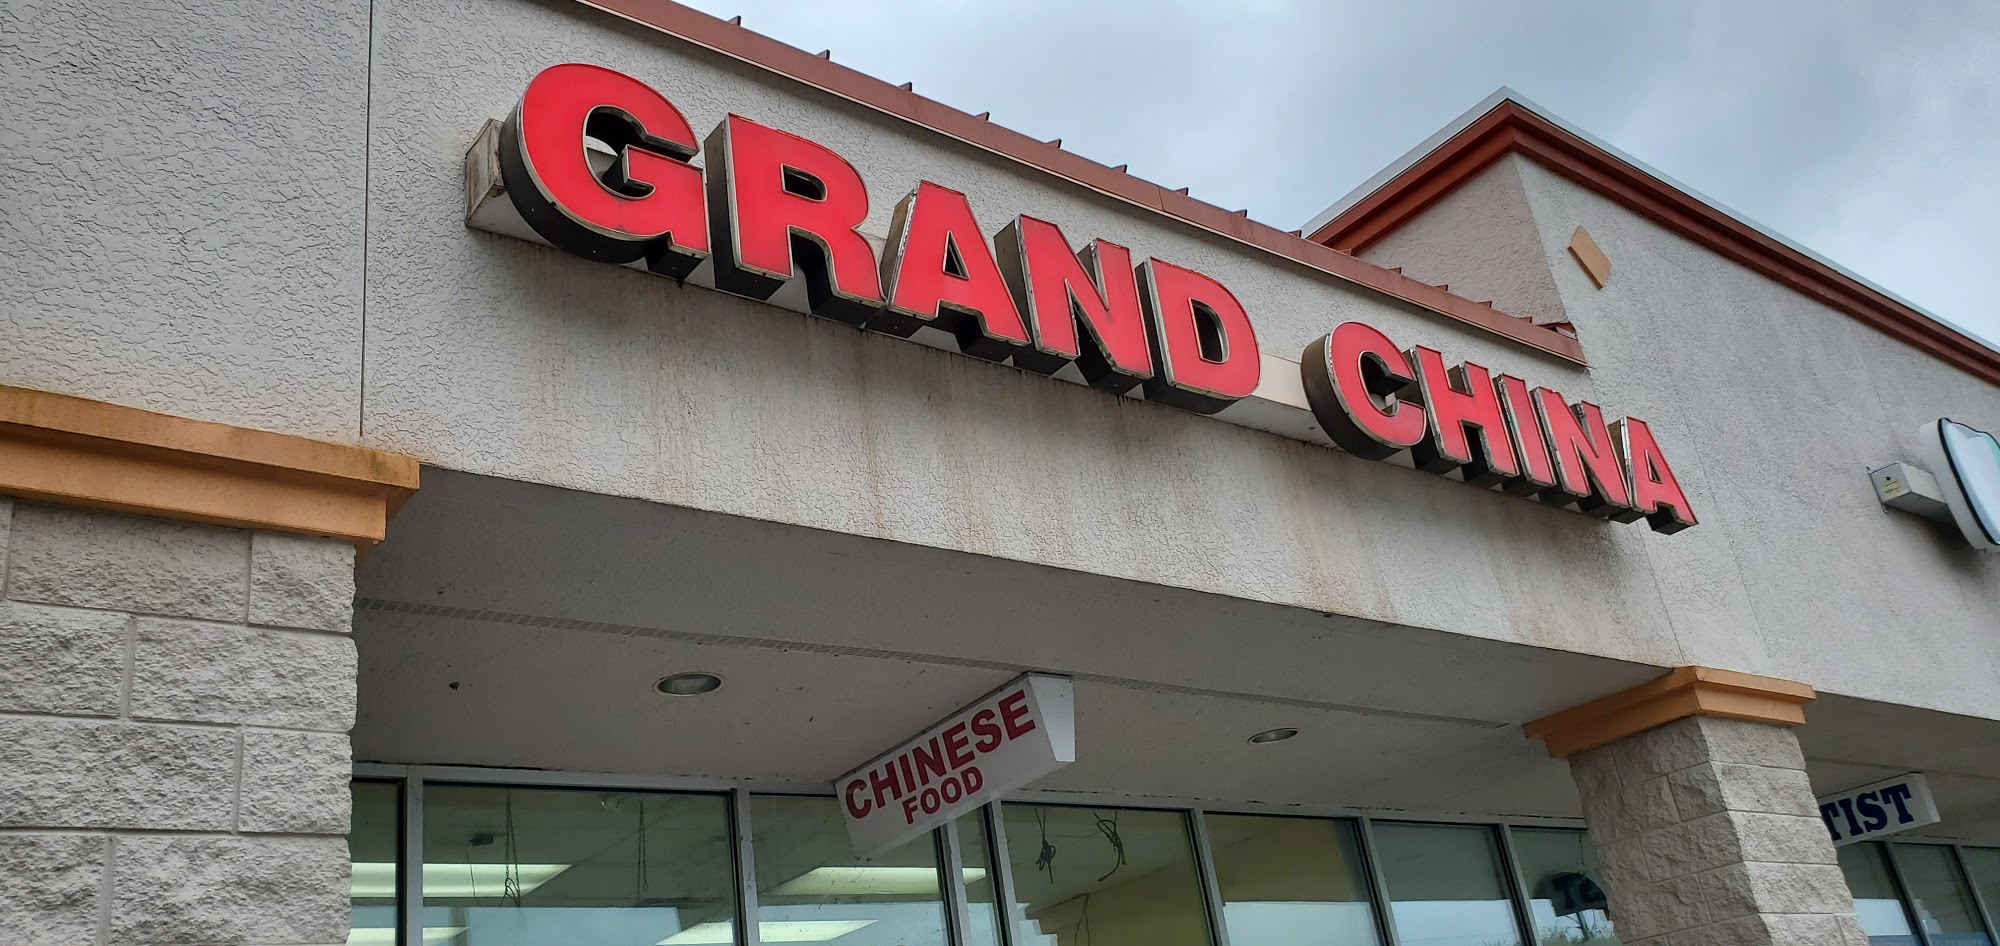 GRAND CHINA
CHINESE
FOOD
TIST